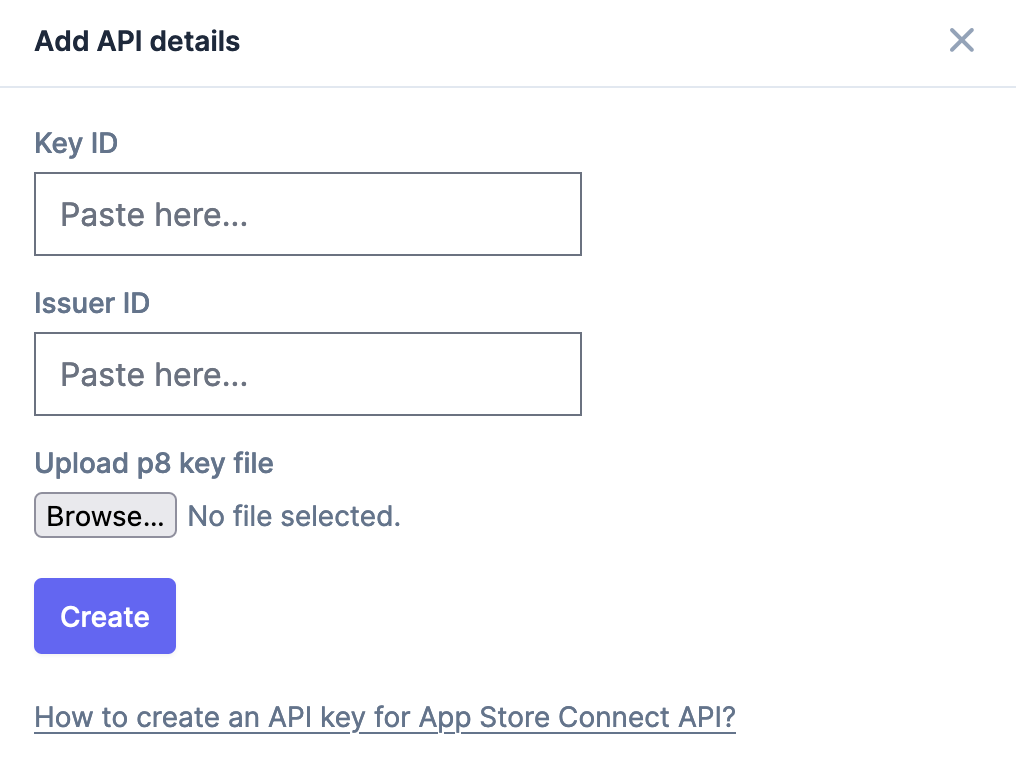 Add API details
Key ID
Paste here...
Issuer ID
Paste here...
Upload p8 key file
Browse... No file selected.
Create
How to create an API key for App Store Connect API?